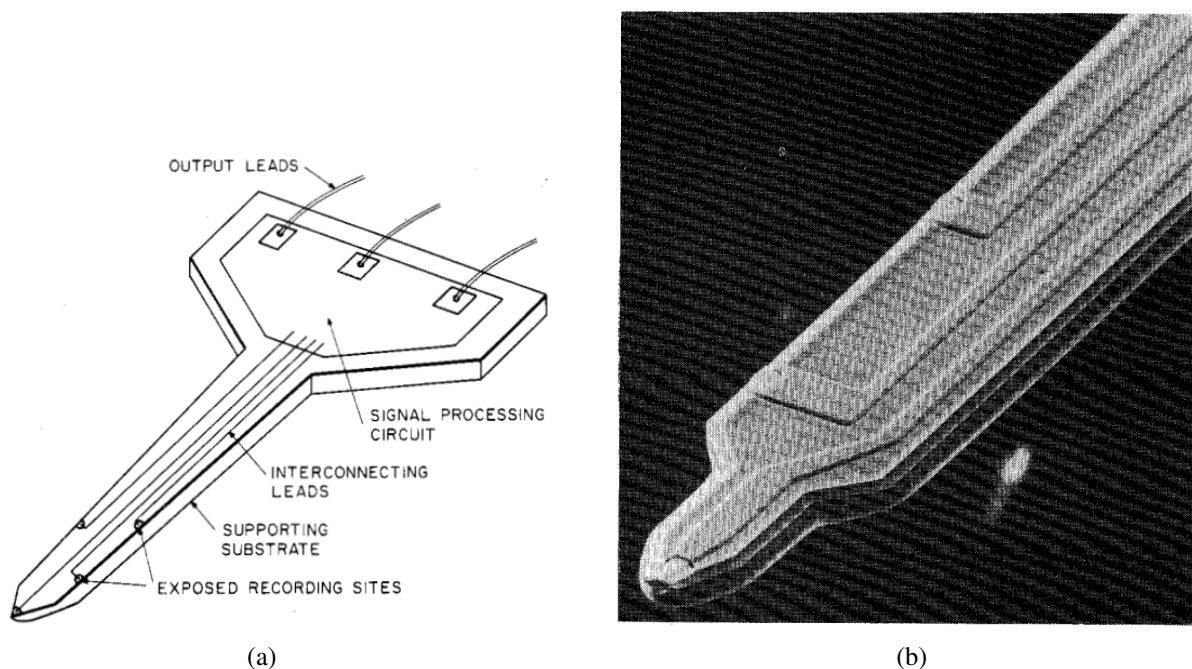 OUTPUT LEADS
SIGNAL PROCESSING
CIRCUIT
INTERCONNECTING
LEADS
SUPPORTING
SUBSTRATE
EXPOSED RECORDING SITES
(a)
(b)